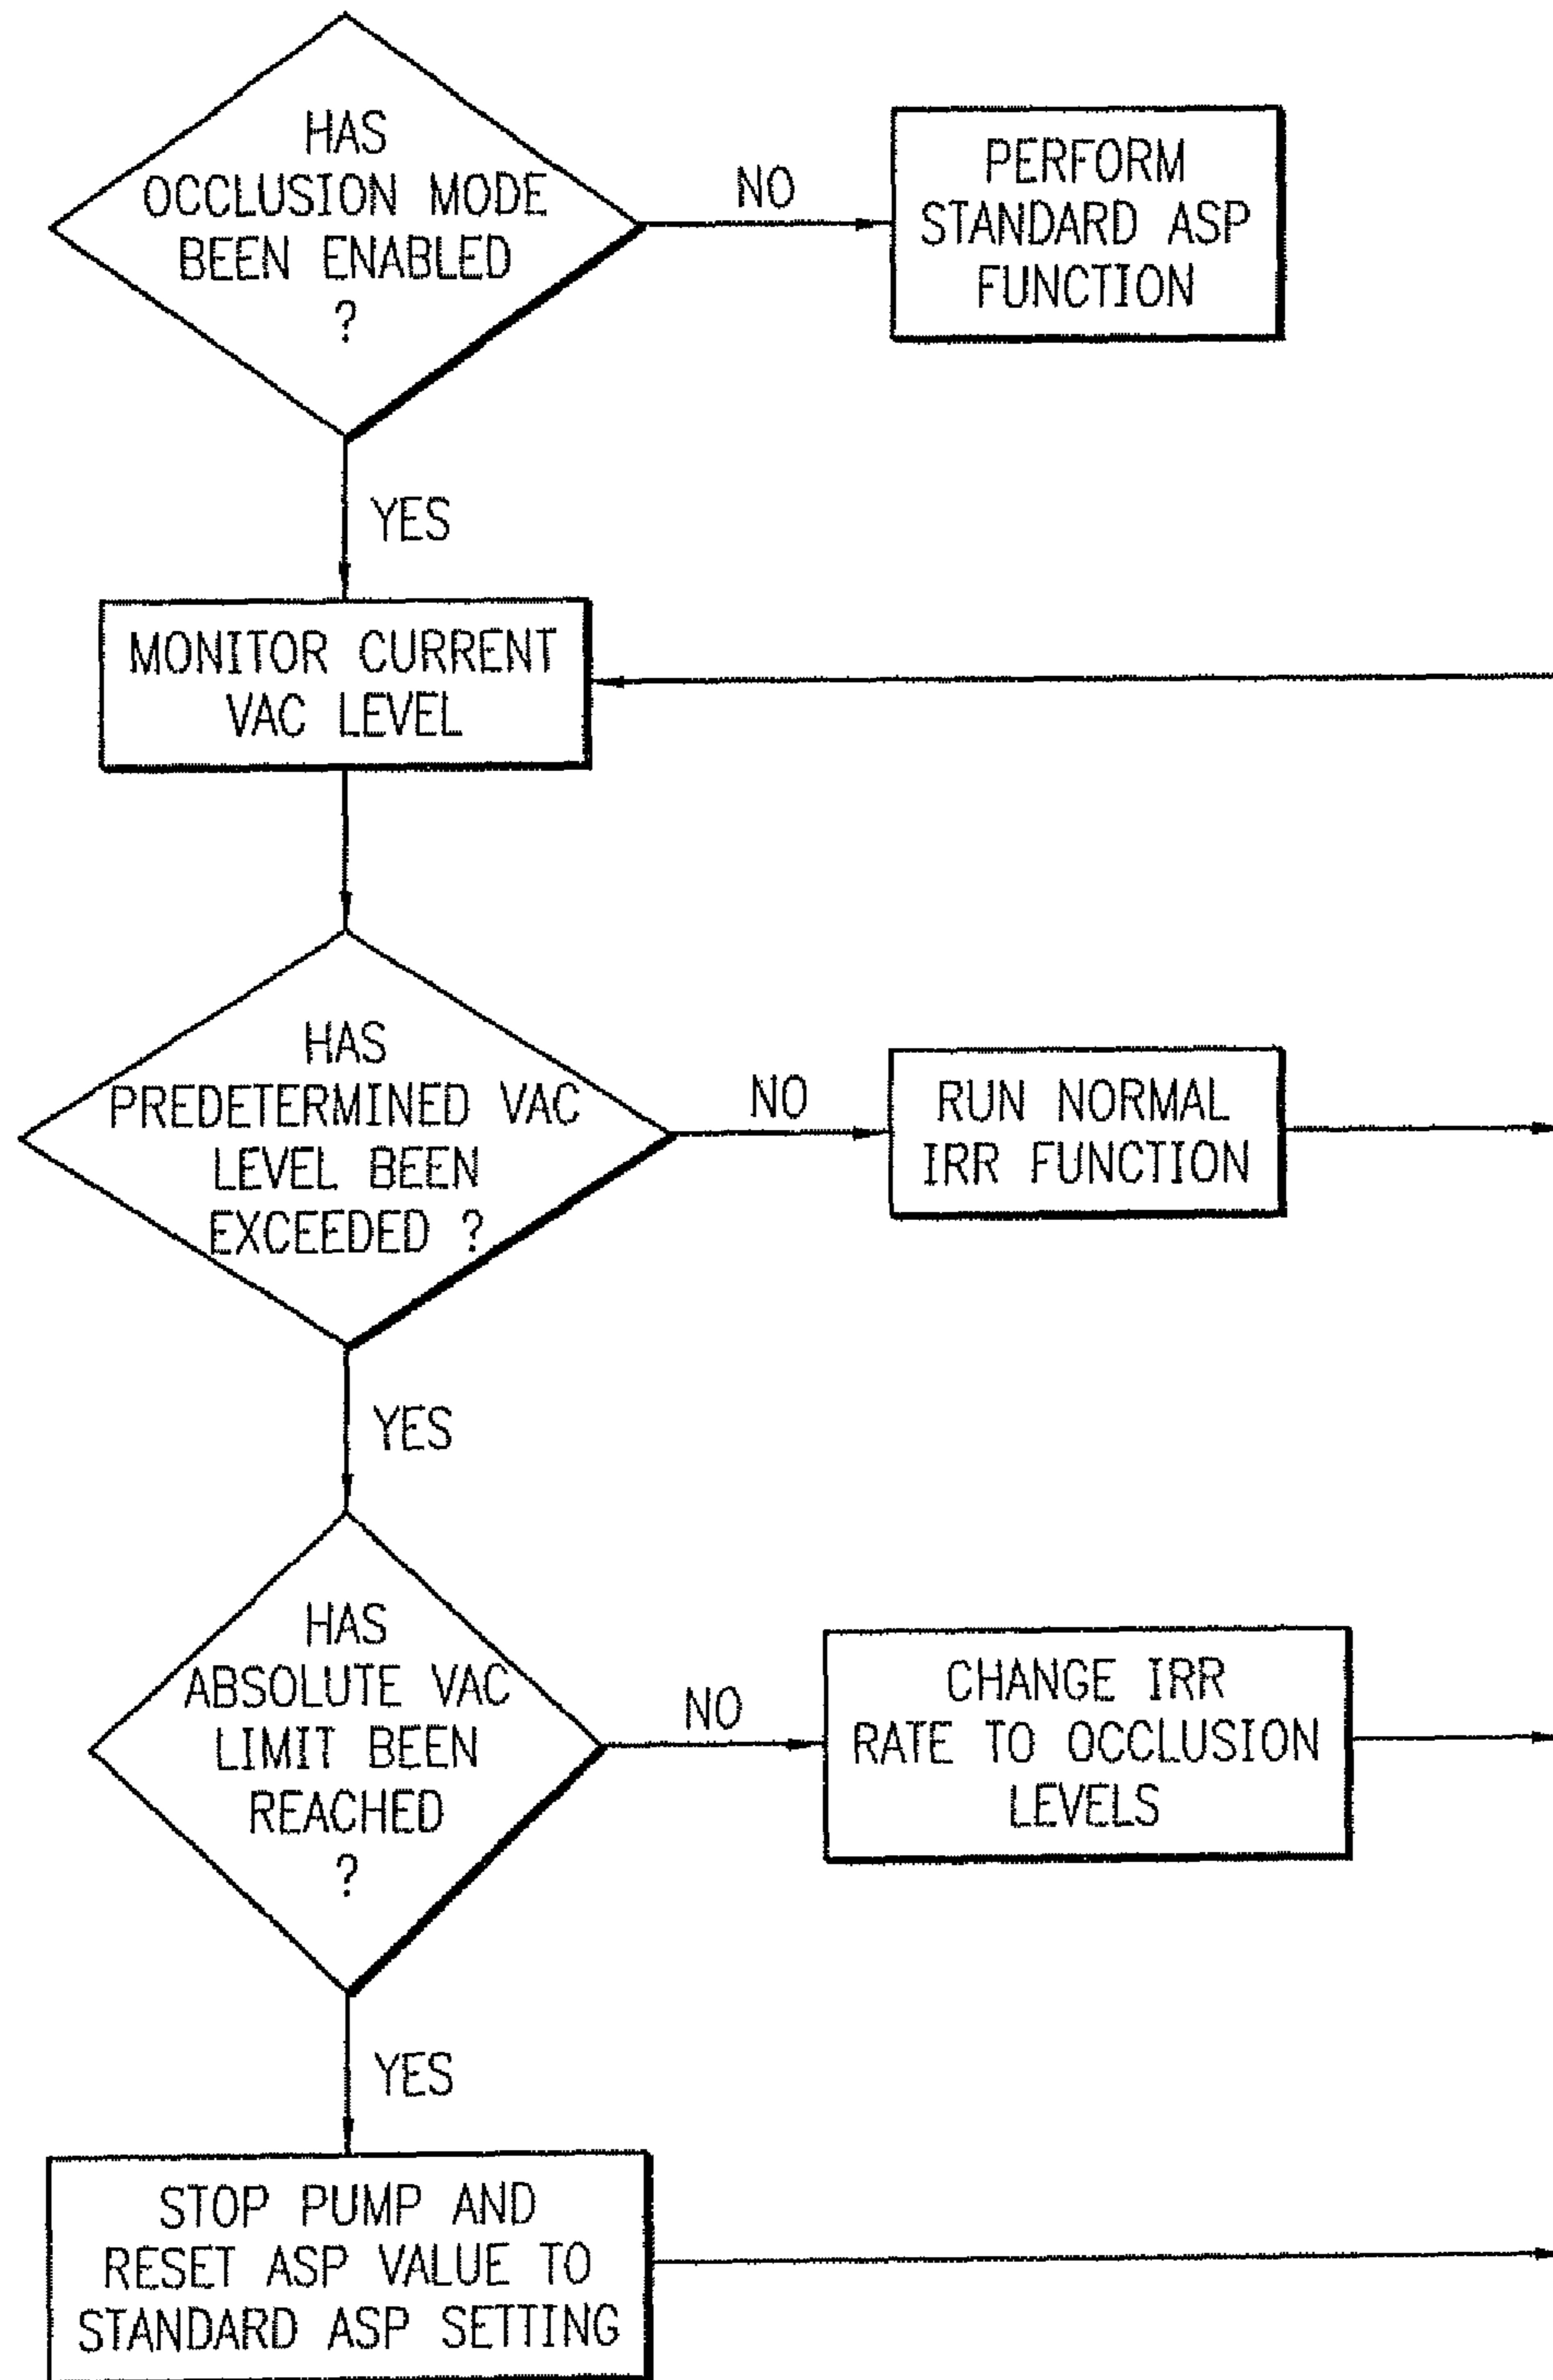 HAS
OCCLUSION MODE
BEEN ENABLED
?
NO
PERFORM
STANDARD ASP
FUNCTION
YES
MONITOR CURRENT
VAC LEVEL
HAS
PREDETERMINED VAC
LEVEL BEEN
EXCEEDED ?
NO
RUN NORMAL
IRR FUNCTION
YES
HAS
ABSOLUTE VAC
LIMIT BEEN
REACHED
?
NO
CHANGE IRR
RATE TO OCCLUSION
LEVELS
YES
STOP PUMP AND
RESET ASP VALUE TO
STANDARD ASP SETTING